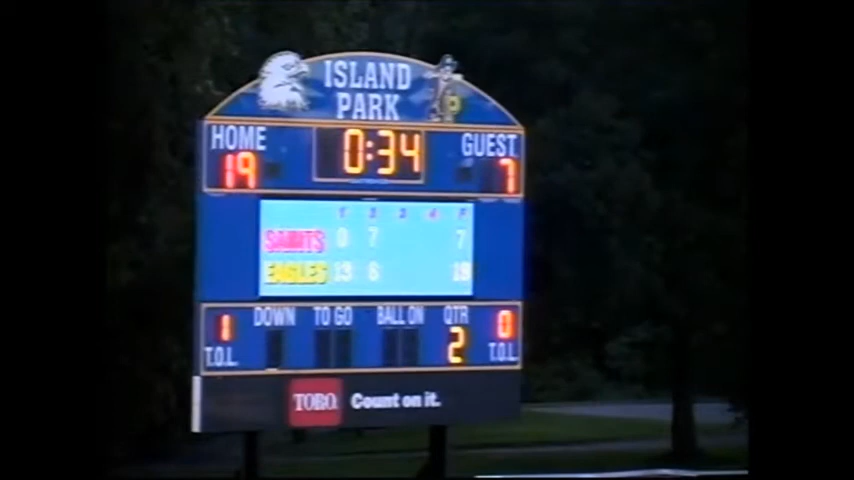 ISLAND
PARK
HOME 0:34 GUEST
19 7
1 2 3 4 F
SAINTS 0 7 7
EAGLES 13 6 19
DOWN TO GO BALL ON QTR
1 2 0
T.O.L. T.O.L.
TORO Count on it.